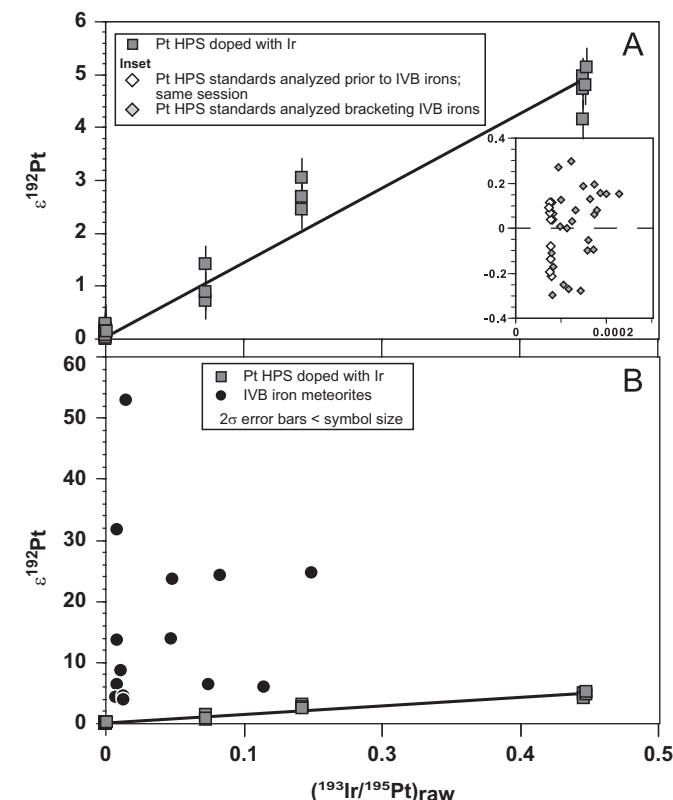 6
5
4
3
2
1
0
ε¹⁹²Pt
A
Pt HPS doped with Ir
Inset
Pt HPS standards analyzed prior to IVB irons;
same session
Pt HPS standards analyzed bracketing IVB irons
0.4
0.2
0
-0.2
-0.4
0
0.0002
60
50
40
30
20
10
0
ε¹⁹²Pt
B
Pt HPS doped with Ir
IVB iron meteorites
2σ error bars < symbol size
0
0.1
0.3
0.4
0.5
(¹⁹³Ir/¹⁹⁵Pt)raw